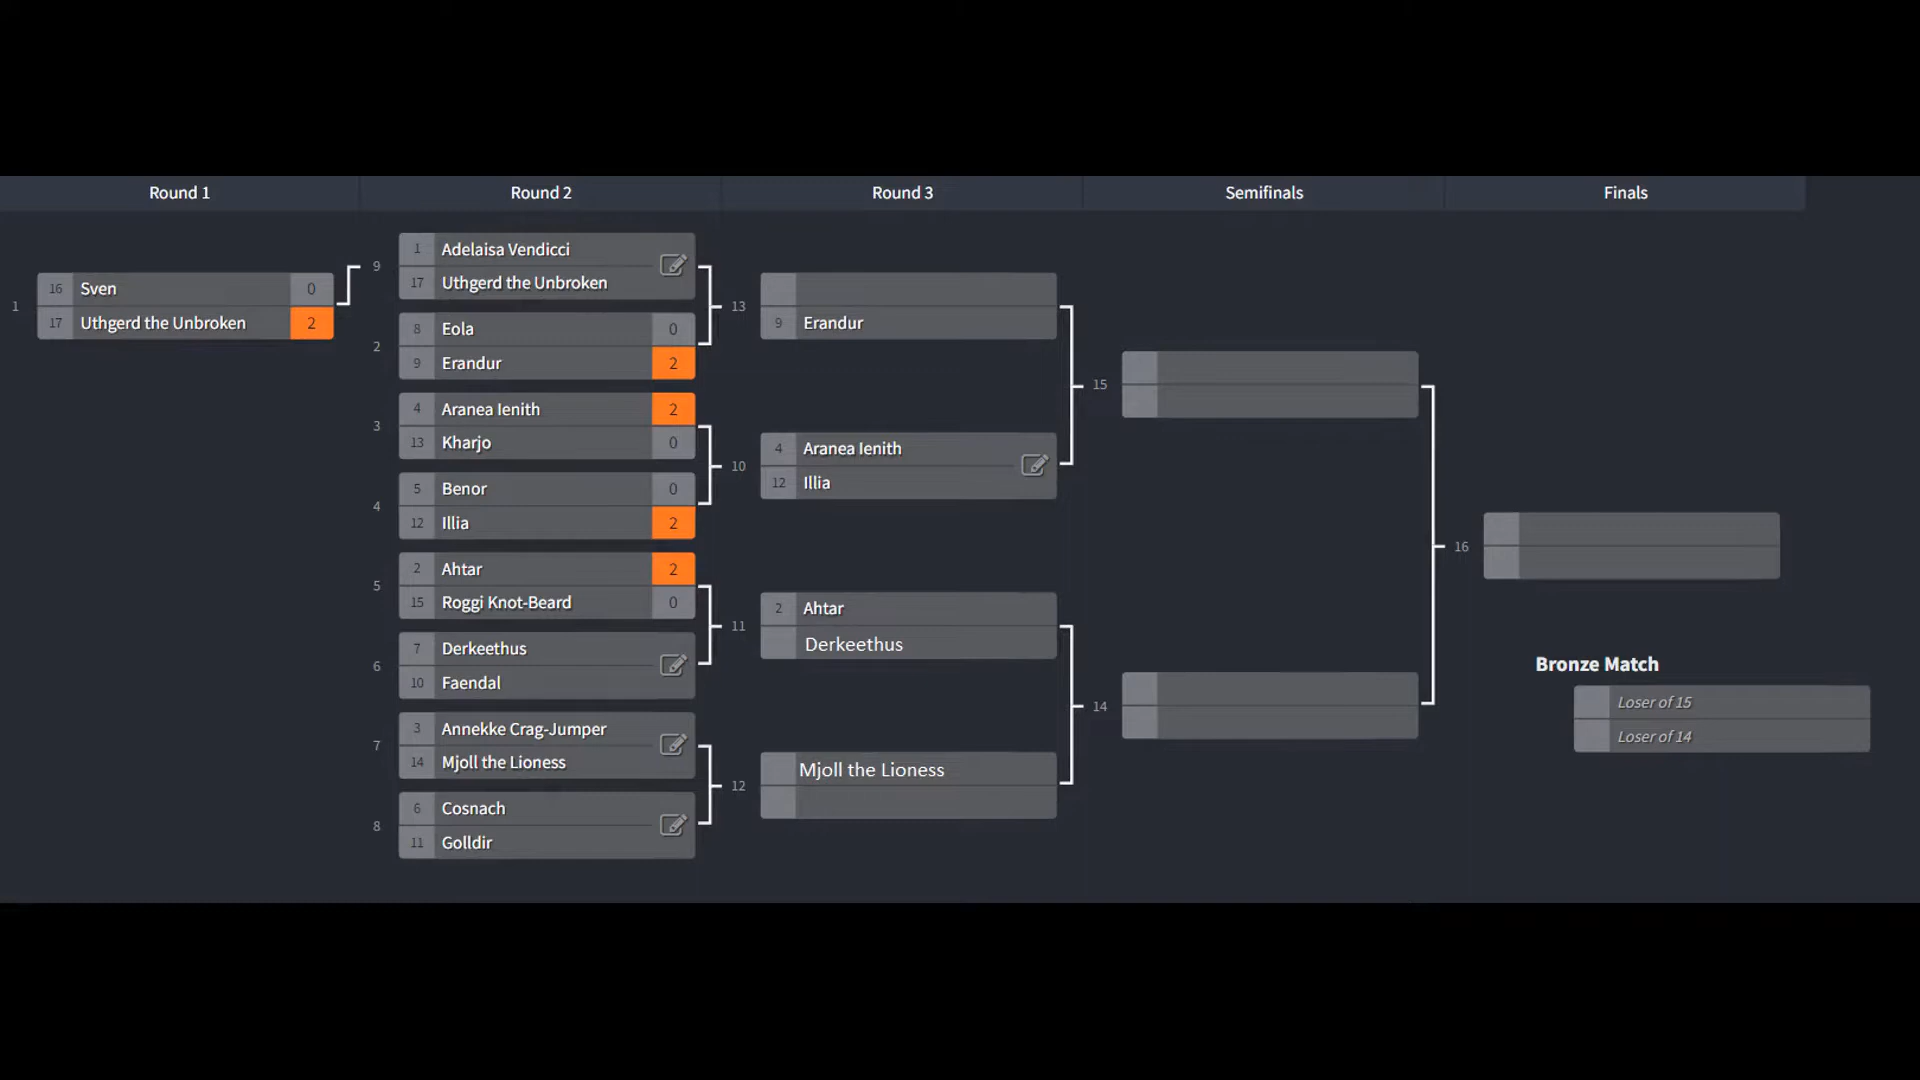 Round 1
Round 2
Round 3
Semifinals
Finals
1
16 Sven 0
17 Uthgerd the Unbroken 2
9
1 Adelaisa Vendicci
17 Uthgerd the Unbroken
2
8 Eola 0
9 Erandur 2
3
4 Aranea Ienith 2
13 Kharjo 0
4
5 Benor 0
12 Illia 2
5
2 Ahtar 2
15 Roggi Knot-Beard 0
6
7 Derkeethus
10 Faendal
7
3 Annekke Crag-Jumper
14 Mjoll the Lioness
8
6 Cosnach
11 Golldir
13
9 Erandur
10
4 Aranea Ienith
12 Illia
11
2 Ahtar
Derkeethus
12
Mjoll the Lioness
15
14
16
Bronze Match
Loser of 15
Loser of 14